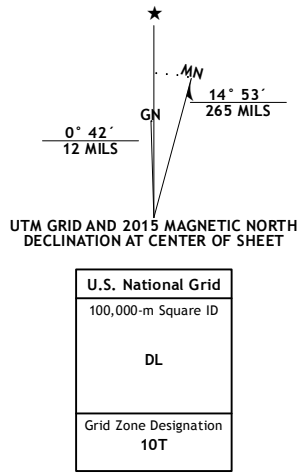 ★
MN
GN
14° 53´
265 MILS
0° 42´
12 MILS
UTM GRID AND 2015 MAGNETIC NORTH
DECLINATION AT CENTER OF SHEET
U.S. National Grid
100,000-m Square ID
DL
Grid Zone Designation
10T